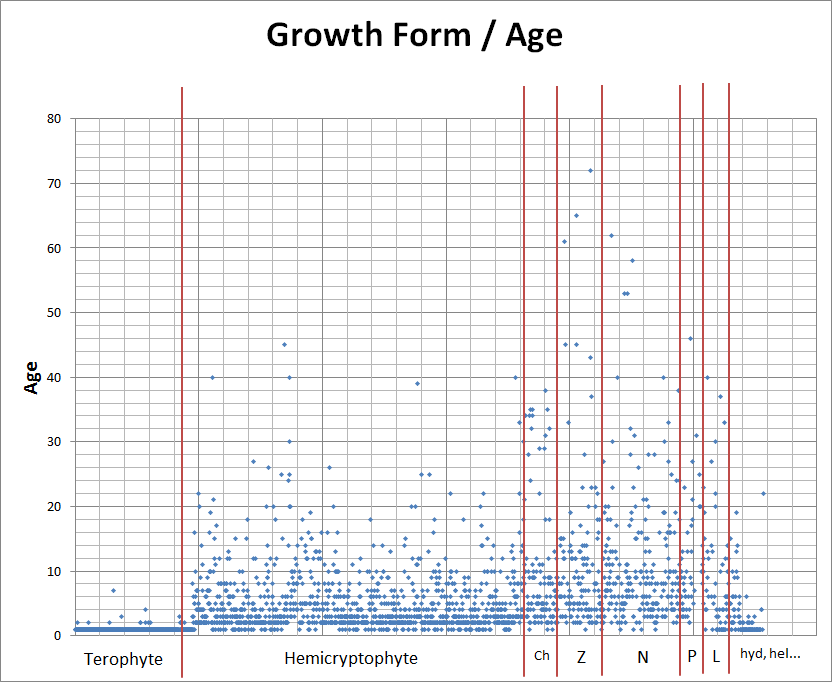 Growth Form / Age
80
70
60
50
40
30
20
10
0
Age
Terophyte
Hemicryptophyte
Ch
Z
N
P
L
hyd, hel...